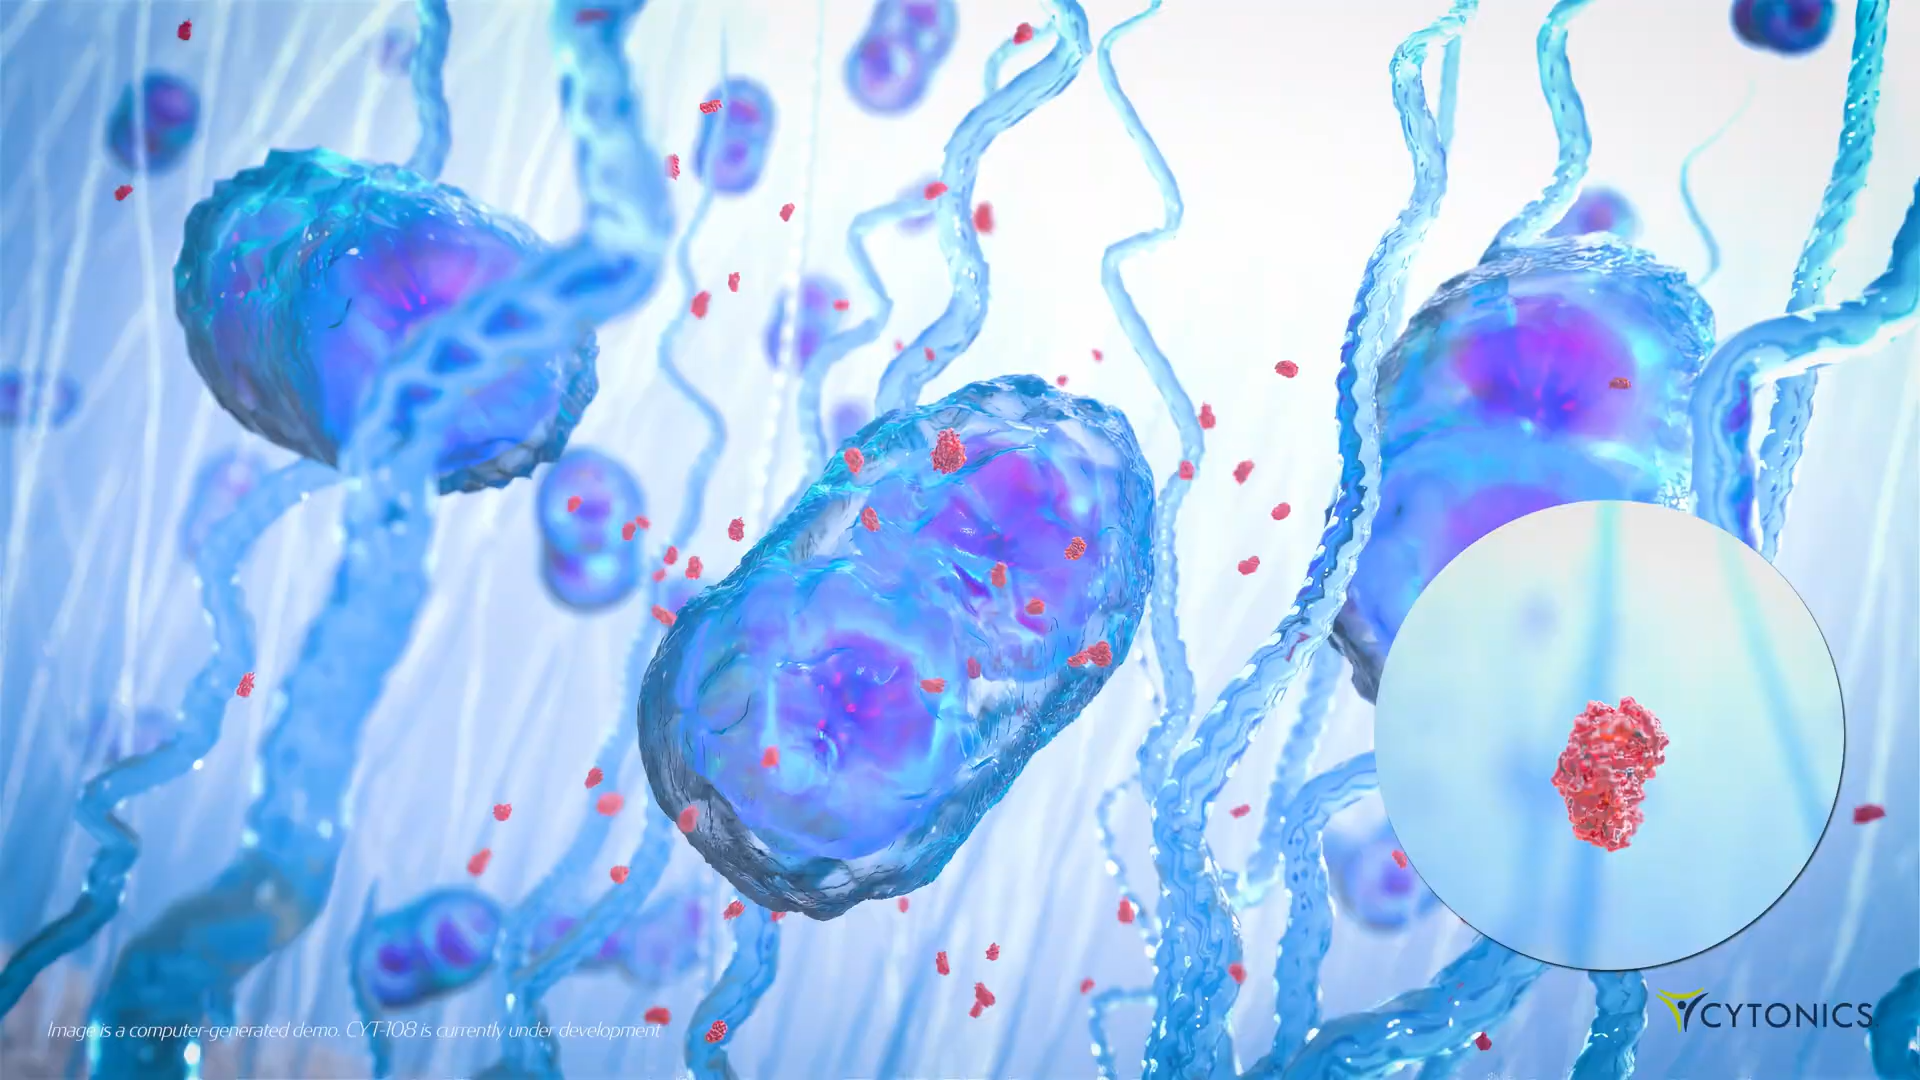 Image is a computer-generated demo. CYT-108 is currently under development
CYTONICS